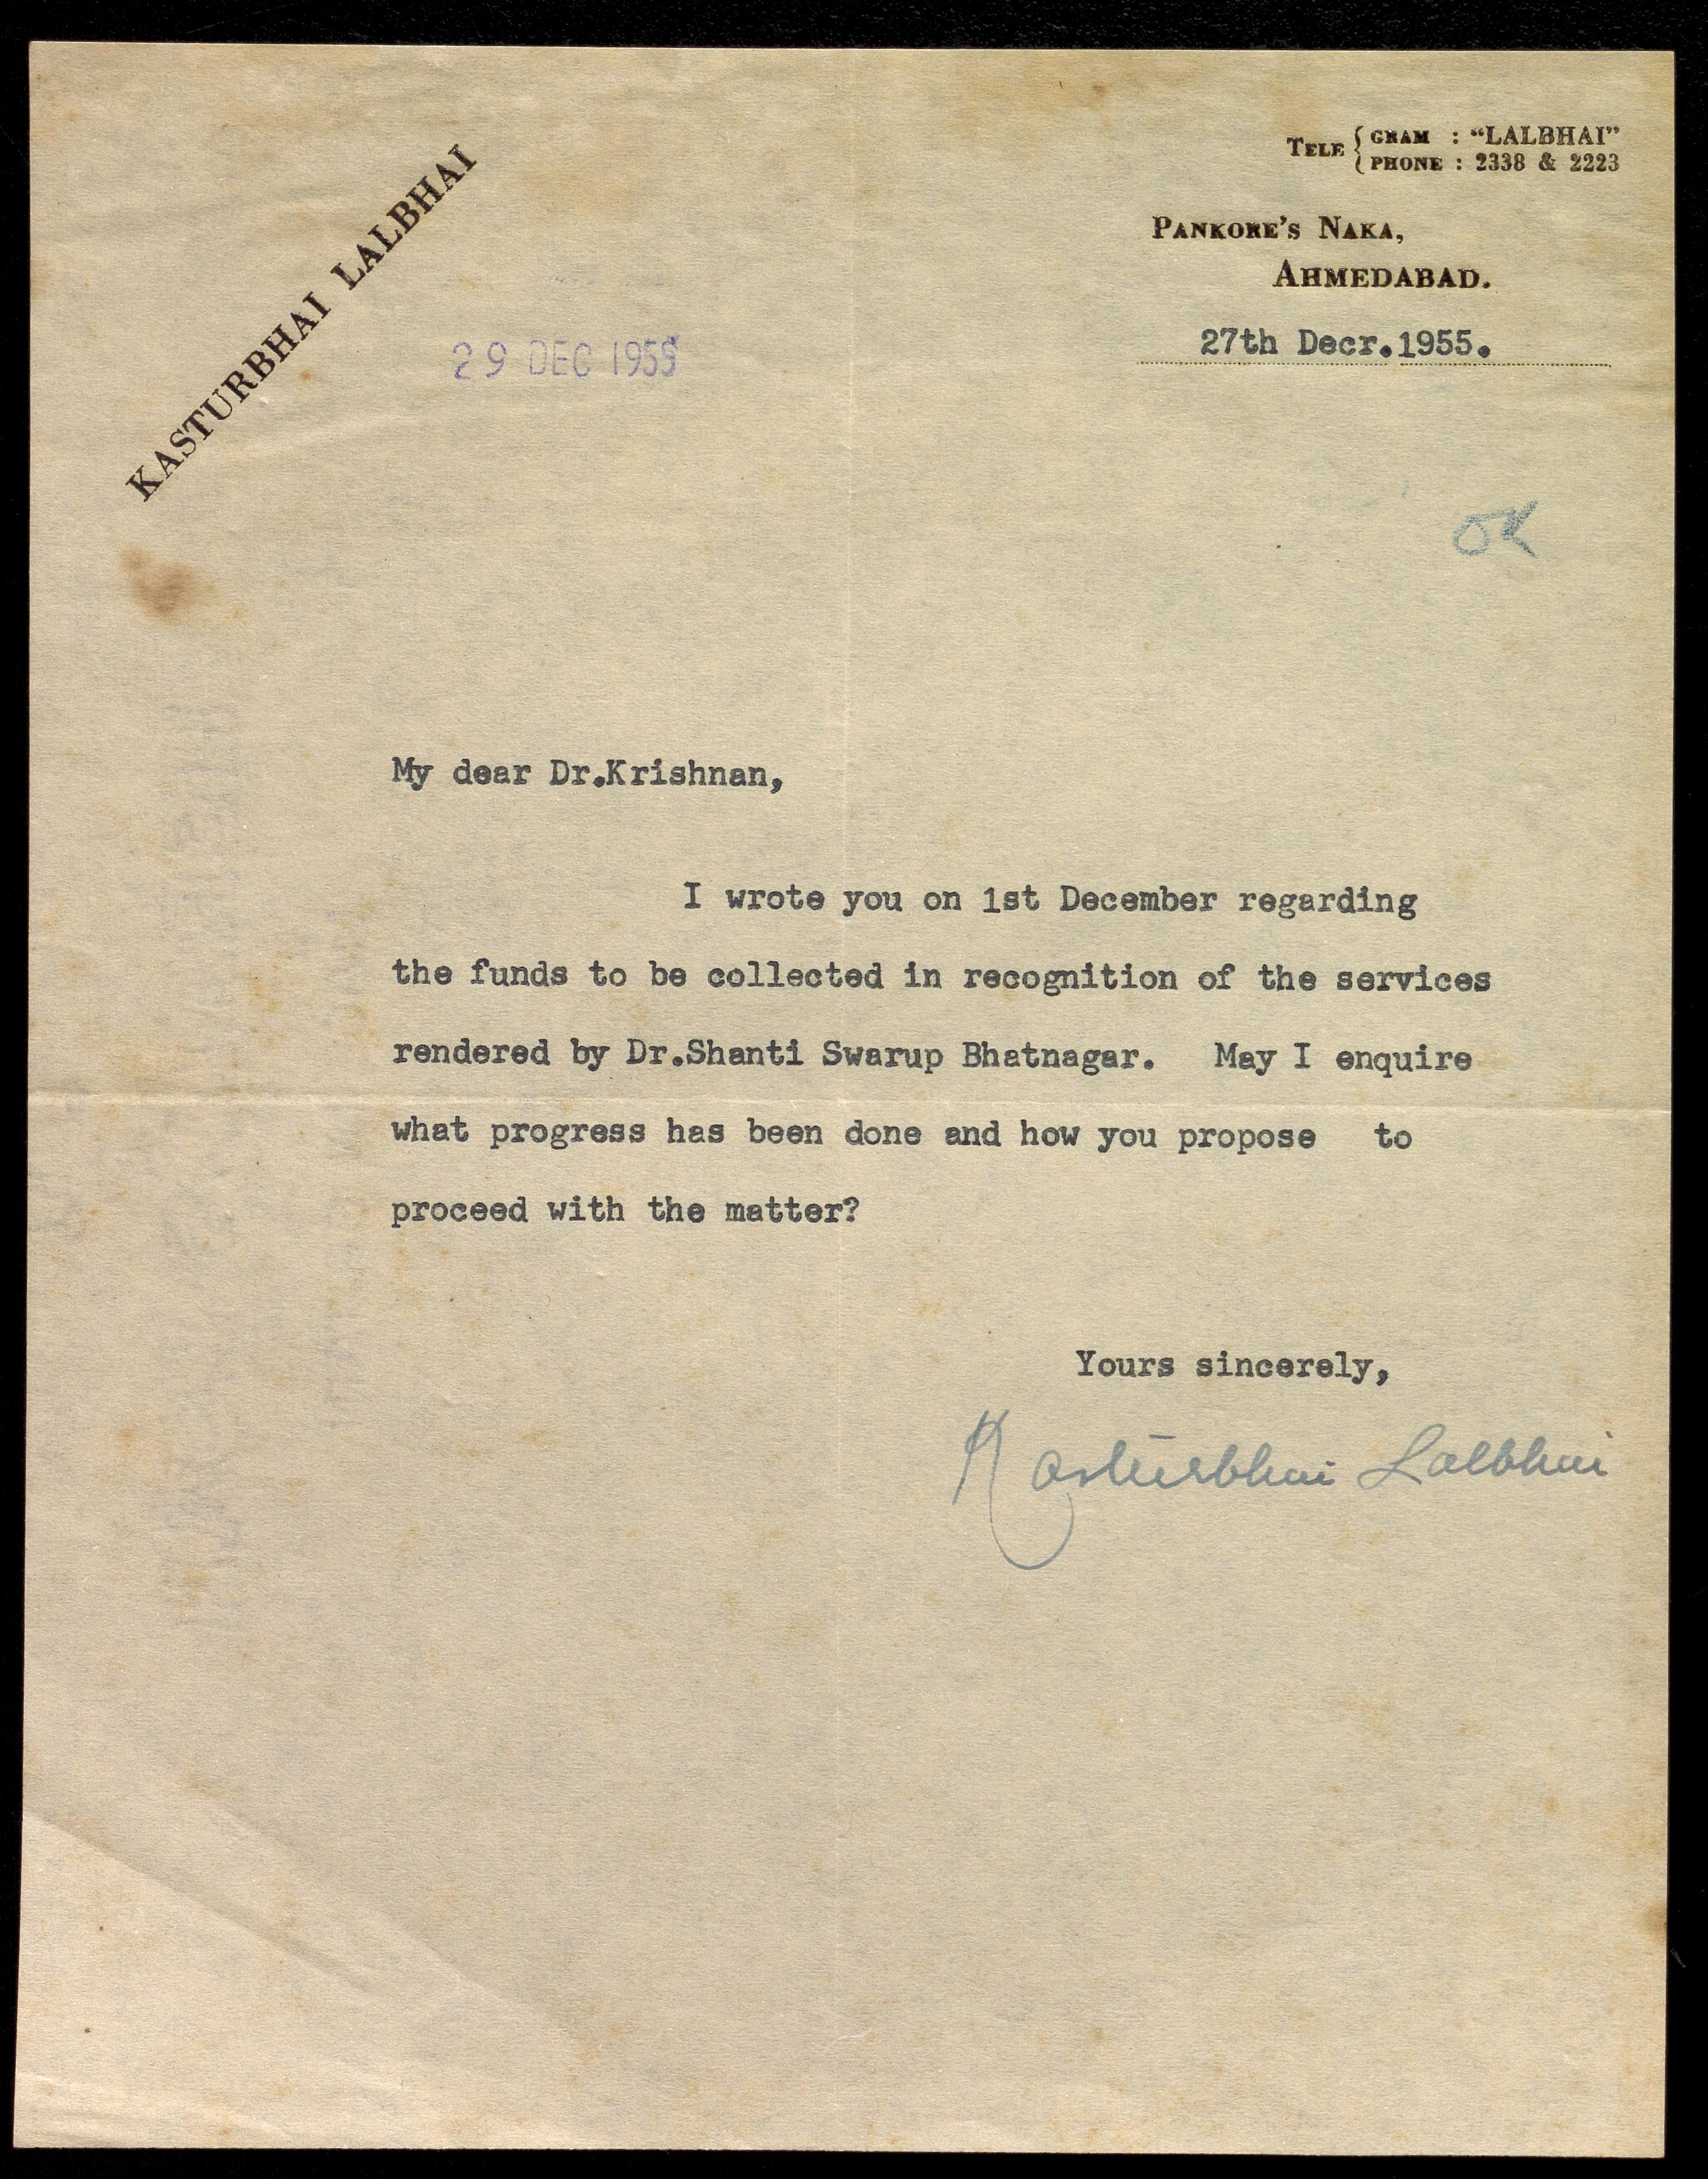 KASTURBHAI LALBHAI
TELE { GRAM : “LALBHAI”
PHONE : 2338 & 2223
PANKORE'S NAKA,
AHMEDABAD.
27th Decr.1955.
29 DEC 1955
OK
My dear Dr.Krishnan,
I wrote you on 1st December regarding
the funds to be collected in recognition of the services
rendered by Dr.Shanti Swarup Bhatnagar. May I enquire
what progress has been done and how you propose to
proceed with the matter?
Yours sincerely,
Kasturbhai Lalbhai